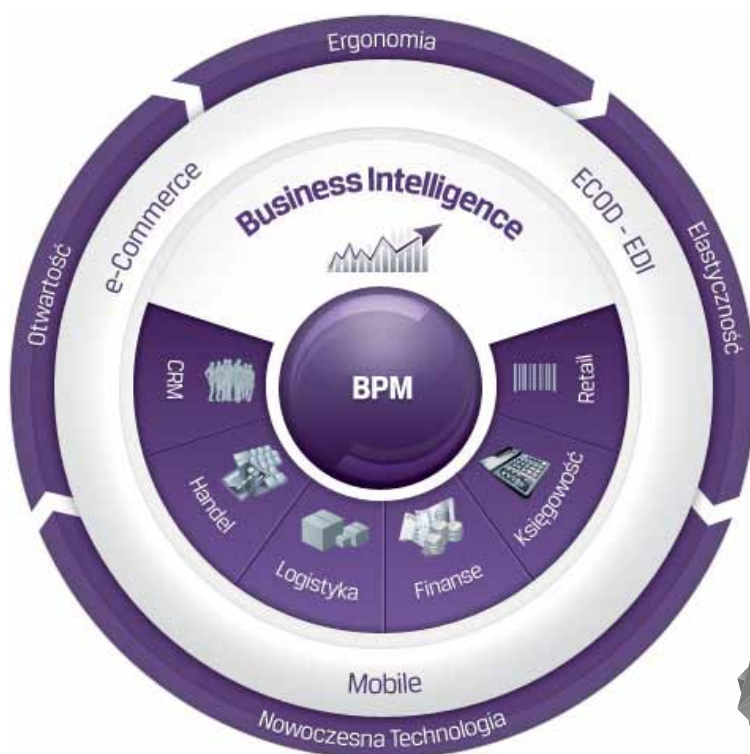 Ergonomia
Otwartość
e-Commerce
Business Intelligence
ECOD - EDI
Elastyczność
CRM
BPM
Retail
Handel
Księgowość
Logistyka
Finanse
Mobile
Nowoczesna Technologia